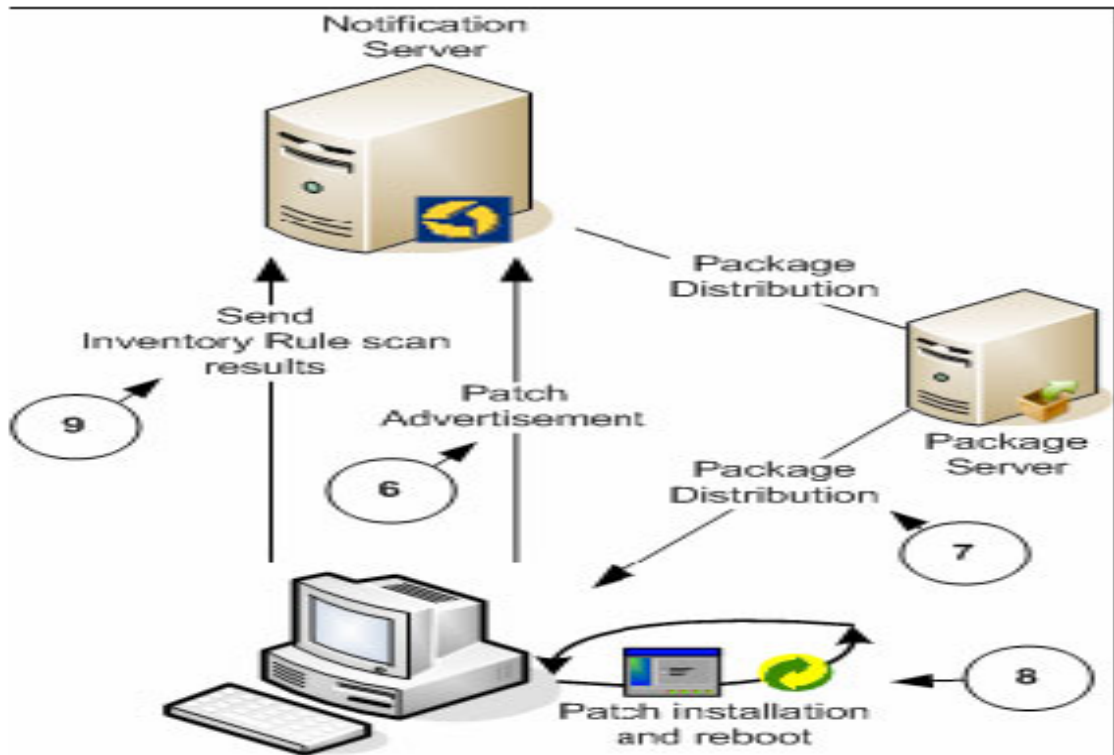 Notification
Server
Package
Distribution
Send
Inventory Rule scan
results
9
Patch
Advertisement
6
Package
Server
Package
Distribution
7
8
Patch installation
and reboot